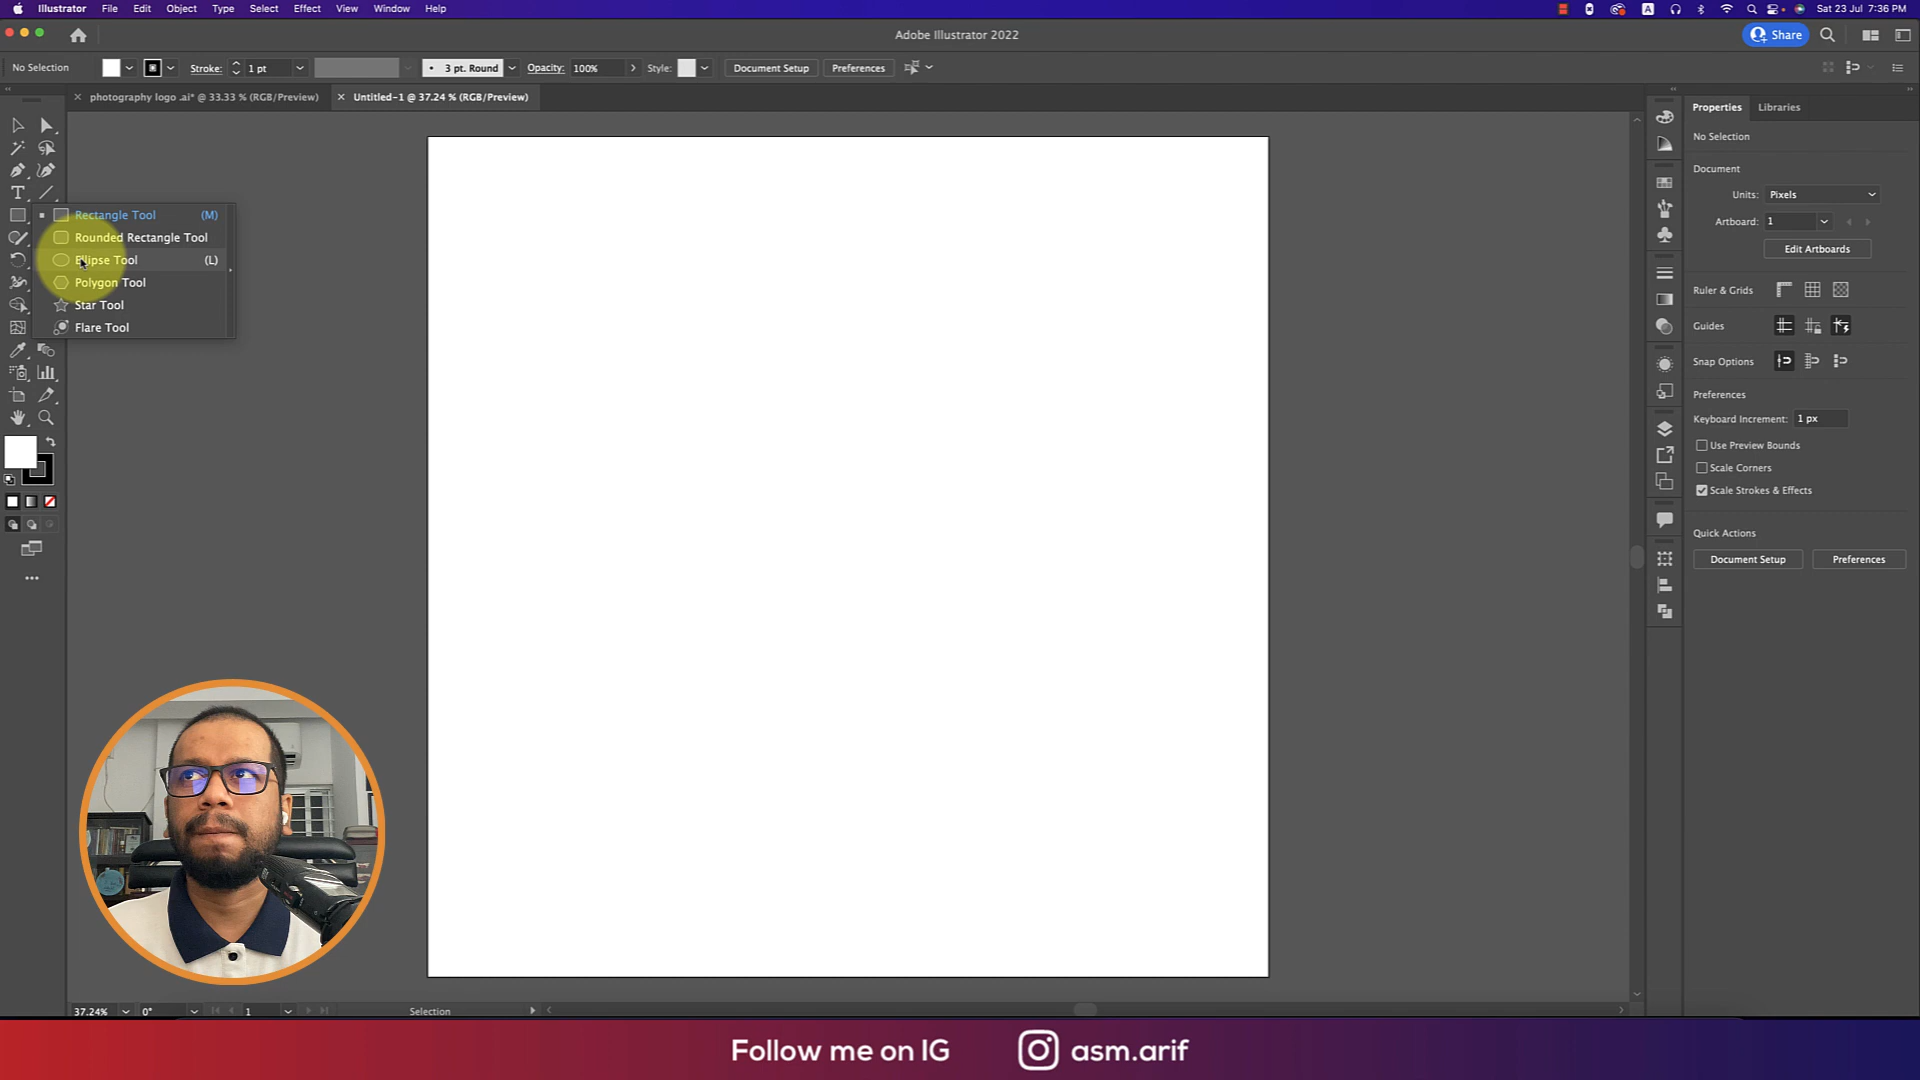 Illustrator File Edit Object Type Select Effect View Window Help
A Sat 23 Jul 7:36 PM
Adobe Illustrator 2022
Share
No Selection Stroke: 1 pt 3 pt. Round Opacity: 100% Style: Document Setup Preferences
photography logo .ai* @ 33.33 % (RGB/Preview) Untitled-1 @ 37.24 % (RGB/Preview)
Rectangle Tool (M)
Rounded Rectangle Tool
Ellipse Tool (L)
Polygon Tool
Star Tool
Flare Tool
Properties Libraries
No Selection
Document
Units: Pixels
Artboard: 1
Edit Artboards
Ruler & Grids
Guides
Snap Options
Preferences
Keyboard Increment: 1 px
Use Preview Bounds
Scale Corners
Scale Strokes & Effects
Quick Actions
Document Setup Preferences
37.24% 0° 1 Selection
Follow me on IG asm.arif